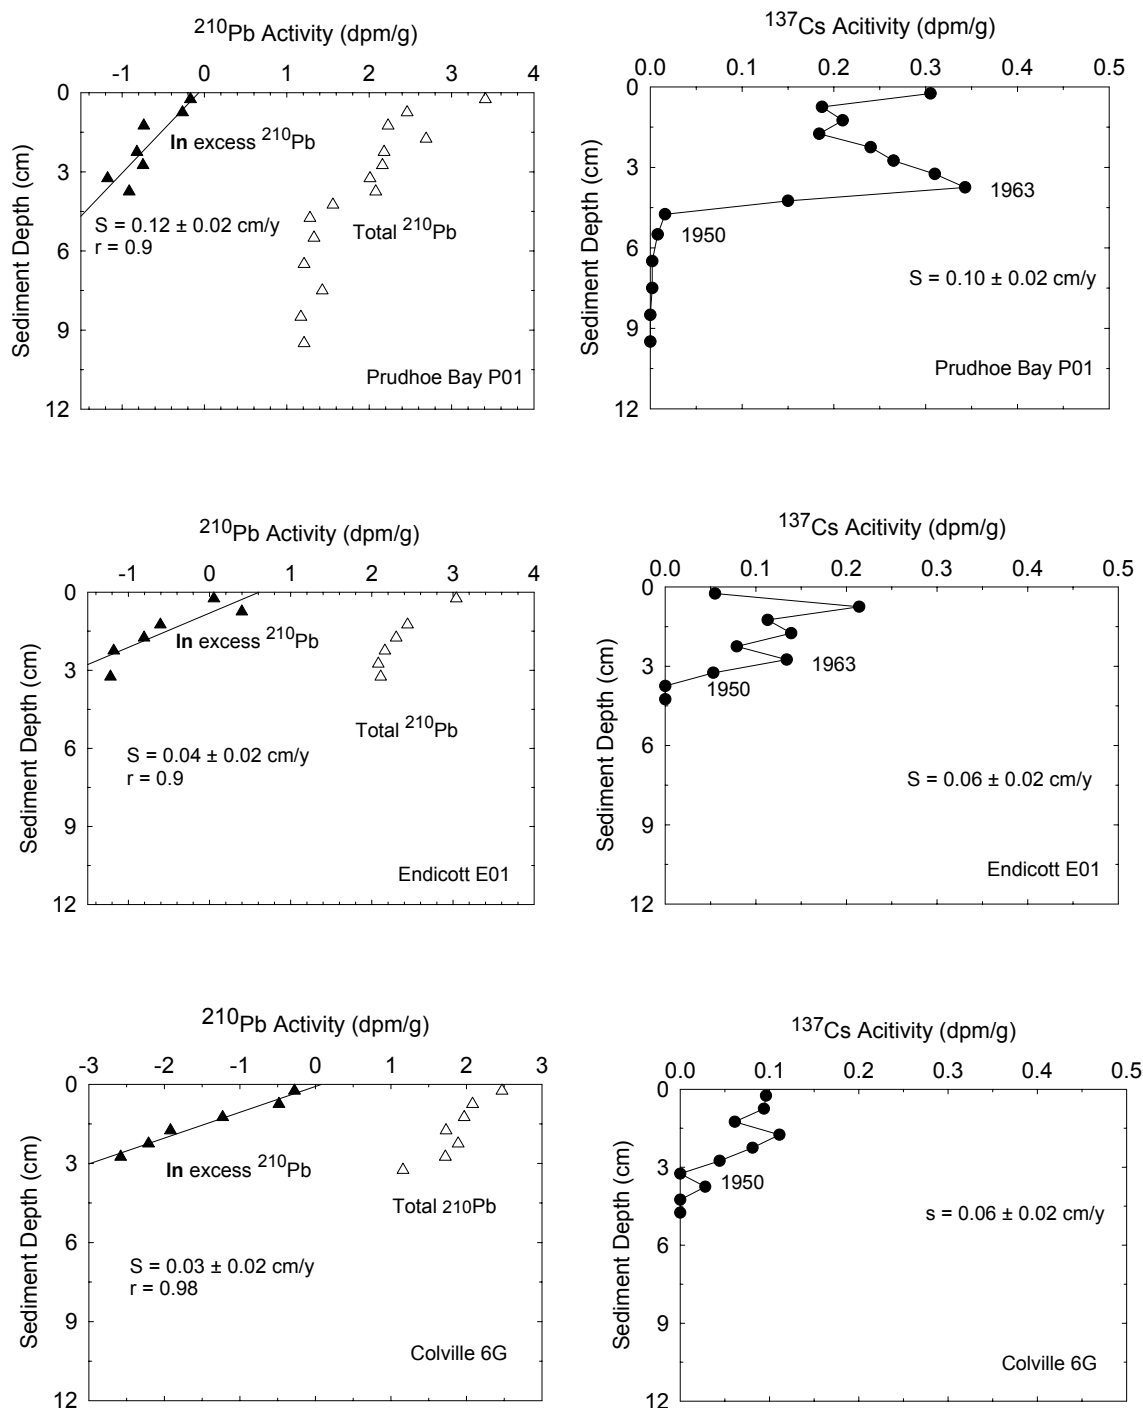 210Pb Activity (dpm/g)
-1 0 1 2 3 4
0
3
6
9
12
Sediment Depth (cm)
In excess 210Pb
S = 0.12 ± 0.02 cm/y
r = 0.9
Total 210Pb
Prudhoe Bay P01
137Cs Acitivity (dpm/g)
0.0 0.1 0.2 0.3 0.4 0.5
0
3
6
9
12
Sediment Depth (cm)
1963
1950
S = 0.10 ± 0.02 cm/y
Prudhoe Bay P01
210Pb Activity (dpm/g)
-1 0 1 2 3 4
0
3
6
9
12
Sediment Depth (cm)
In excess 210Pb
Total 210Pb
S = 0.04 ± 0.02 cm/y
r = 0.9
Endicott E01
137Cs Acitivity (dpm/g)
0.0 0.1 0.2 0.3 0.4 0.5
0
3
6
9
12
Sediment Depth (cm)
1963
1950
S = 0.06 ± 0.02 cm/y
Endicott E01
210Pb Activity (dpm/g)
-3 -2 -1 0 1 2 3
0
3
6
9
12
Sediment Depth (cm)
In excess 210Pb
Total 210Pb
S = 0.03 ± 0.02 cm/y
r = 0.98
Colville 6G
137Cs Acitivity (dpm/g)
0.0 0.1 0.2 0.3 0.4 0.5
0
3
6
9
12
Sediment Depth (cm)
1950
s = 0.06 ± 0.02 cm/y
Colville 6G